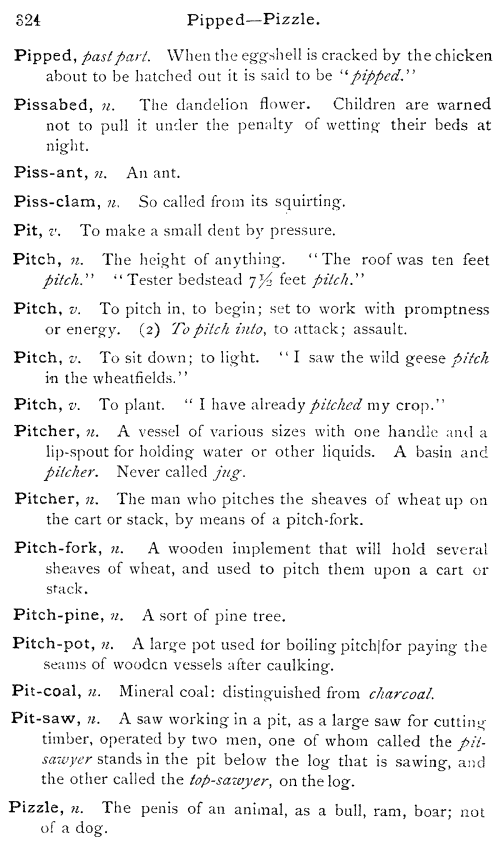 324 Pipped—Pizzle.
Pipped, past part. When the eggshell is cracked by the chicken
about to be hatched out it is said to be "pipped."
Pissabed, n. The dandelion flower. Children are warned
not to pull it under the penalty of wetting their beds at
night.
Piss-ant, n. An ant.
Piss-clam, n. So called from its squirting.
Pit, v. To make a small dent by pressure.
Pitch, n. The height of anything. "The roof was ten feet
pitch." "Tester bedstead 7½ feet pitch."
Pitch, v. To pitch in, to begin; set to work with promptness
or energy. (2) To pitch into, to attack; assault.
Pitch, v. To sit down; to light. "I saw the wild geese pitch
in the wheatfields."
Pitch, v. To plant. "I have already pitched my crop."
Pitcher, n. A vessel of various sizes with one handle and a
lip-spout for holding water or other liquids. A basin and
pitcher. Never called jug.
Pitcher, n. The man who pitches the sheaves of wheat up on
the cart or stack, by means of a pitch-fork.
Pitch-fork, n. A wooden implement that will hold several
sheaves of wheat, and used to pitch them upon a cart or
stack.
Pitch-pine, n. A sort of pine tree.
Pitch-pot, n. A large pot used for boiling pitch|for paying the
seams of wooden vessels after caulking.
Pit-coal, n. Mineral coal: distinguished from charcoal.
Pit-saw, n. A saw working in a pit, as a large saw for cutting
timber, operated by two men, one of whom called the pit-
sawyer stands in the pit below the log that is sawing, and
the other called the top-sawyer, on the log.
Pizzle, n. The penis of an animal, as a bull, ram, boar; not
of a dog.